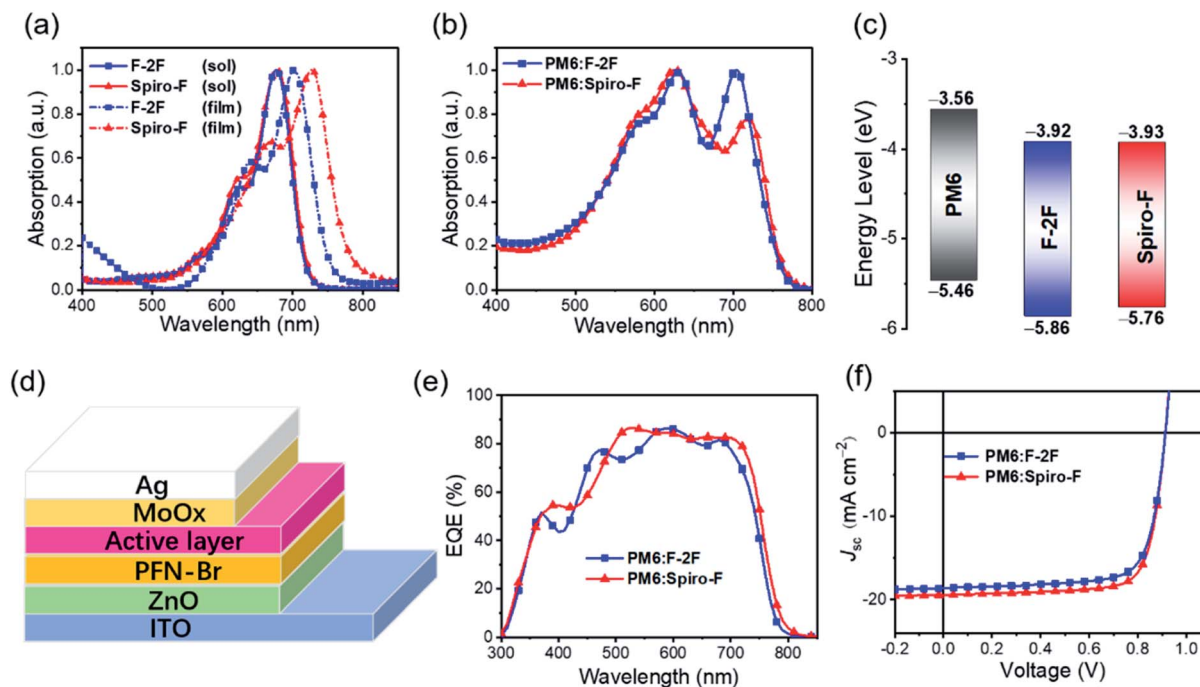 (a)
F-2F (sol)
Spiro-F (sol)
F-2F (film)
Spiro-F (film)
Absorption (a.u.)
1.0
0.8
0.6
0.4
0.2
0.0
400 500 600 700 800
Wavelength (nm)
(b)
PM6:F-2F
PM6:Spiro-F
Absorption (a.u.)
1.0
0.8
0.6
0.4
0.2
0.0
400 500 600 700 800
Wavelength (nm)
(c)
Energy Level (eV)
-3
-4
-5
-6
−3.56
PM6
−5.46
−3.92
F-2F
−5.86
−3.93
Spiro-F
−5.76
(d)
Ag
MoOx
Active layer
PFN-Br
ZnO
ITO
(e)
EQE (%)
100
80
60
40
20
0
PM6:F-2F
PM6:Spiro-F
300 400 500 600 700 800
Wavelength (nm)
(f)
Jsc (mA cm⁻²)
0
-10
-20
PM6:F-2F
PM6:Spiro-F
-0.2 0.0 0.2 0.4 0.6 0.8 1.0
Voltage (V)